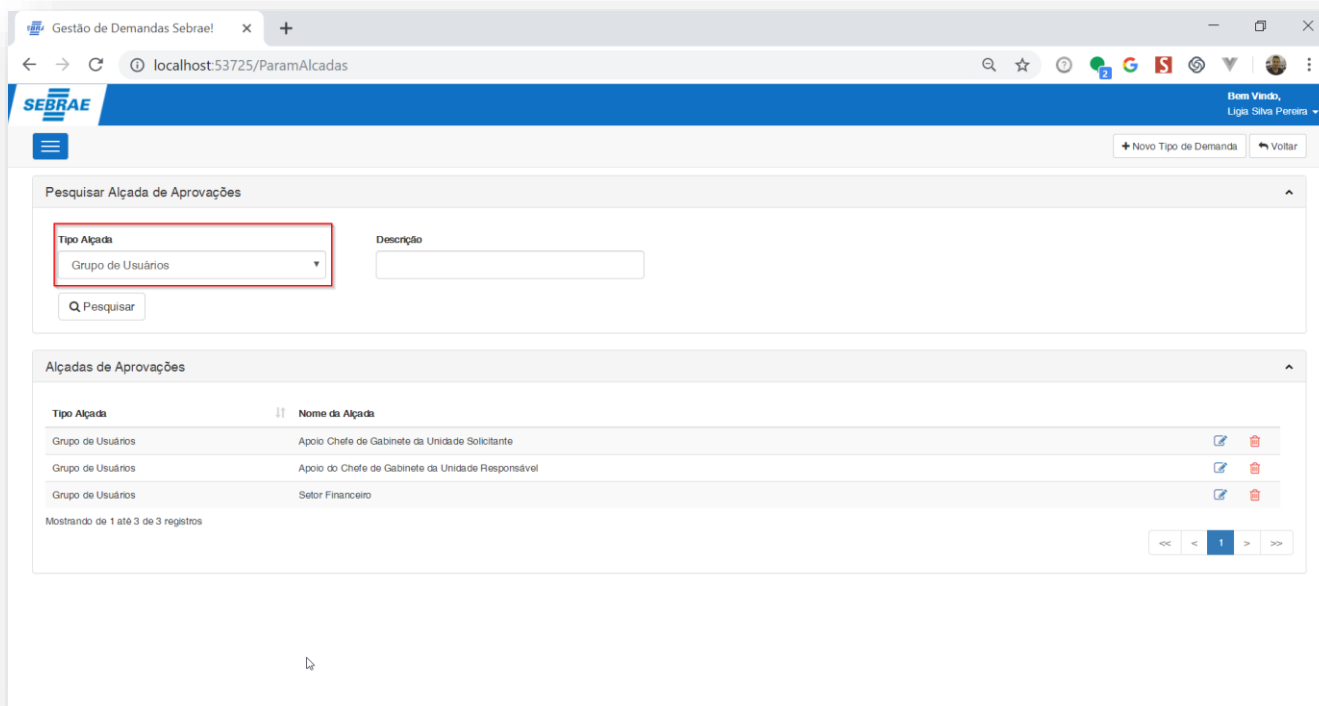 Gestão de Demandas Sebrae!
localhost:53725/ParamAlcadas
2
SEBRAE
Bem Vindo,
Ligia Silva Pereira
Novo Tipo de Demanda
Voltar
Pesquisar Alçada de Aprovações
Tipo Alçada
Descrição
Grupo de Usuários
Pesquisar
Alçadas de Aprovações
Tipo Alçada
Nome da Alçada
Grupo de Usuários
Apoio Chefe de Gabinete da Unidade Solicitante
Grupo de Usuários
Apoio do Chefe de Gabinete da Unidade Responsável
Grupo de Usuários
Setor Financeiro
Mostrando de 1 até 3 de 3 registros
<< < 1 > >>